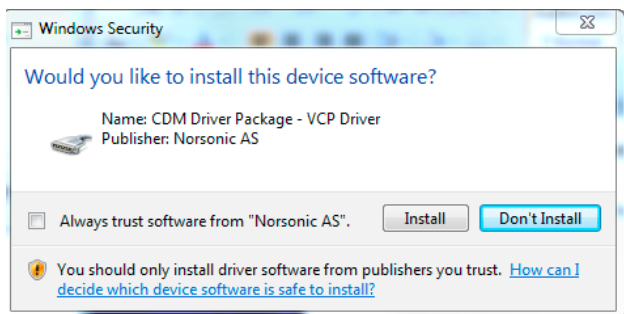 Windows Security
Would you like to install this device software?
Name: CDM Driver Package - VCP Driver
Publisher: Norsonic AS
Always trust software from "Norsonic AS".
Install
Don't Install
You should only install driver software from publishers you trust. How can I
decide which device software is safe to install?